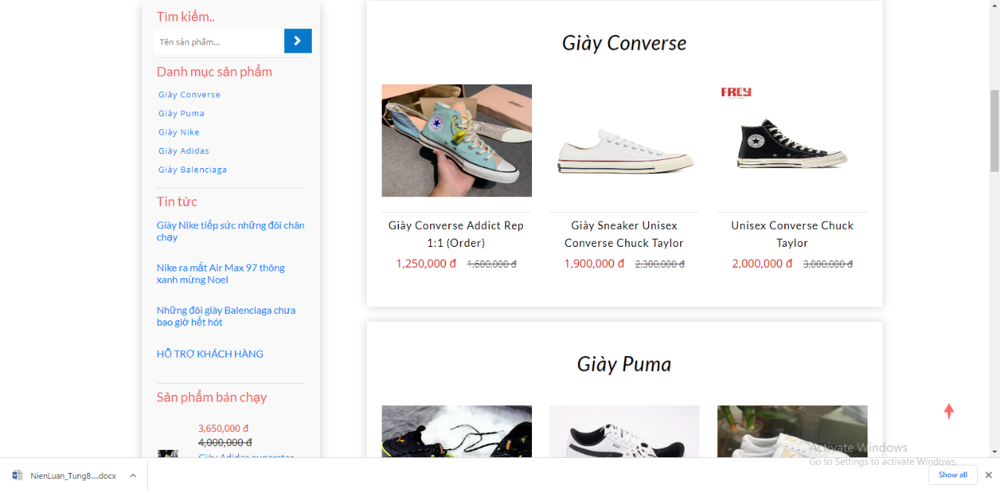 Tìm kiếm..
Tên sản phẩm...
Danh mục sản phẩm
Giày Converse
Giày Puma
Giày Nike
Giày Adidas
Giày Balenciaga
Tin tức
Giày Nike tiếp sức những đôi chân
chạy
Nike ra mắt Air Max 97 thông
xanh mừng Noel
Những đôi giày Balenciaga chưa
bao giờ hết hót
HỖ TRỢ KHÁCH HÀNG
Sản phẩm bán chạy
3,650,000 đ
4,000,000 đ
Giày Adidas superstar
Giày Converse
FREY
Giày Converse Addict Rep
1:1 (Order)
1,250,000 đ 1,600,000 đ
Giày Sneaker Unisex
Converse Chuck Taylor
1,900,000 đ 2,300,000 đ
Unisex Converse Chuck
Taylor
2,000,000 đ 3,000,000 đ
Giày Puma
Activate Windows
Go to Settings to activate Windows.
NienLuan_TungB....docx
Show all